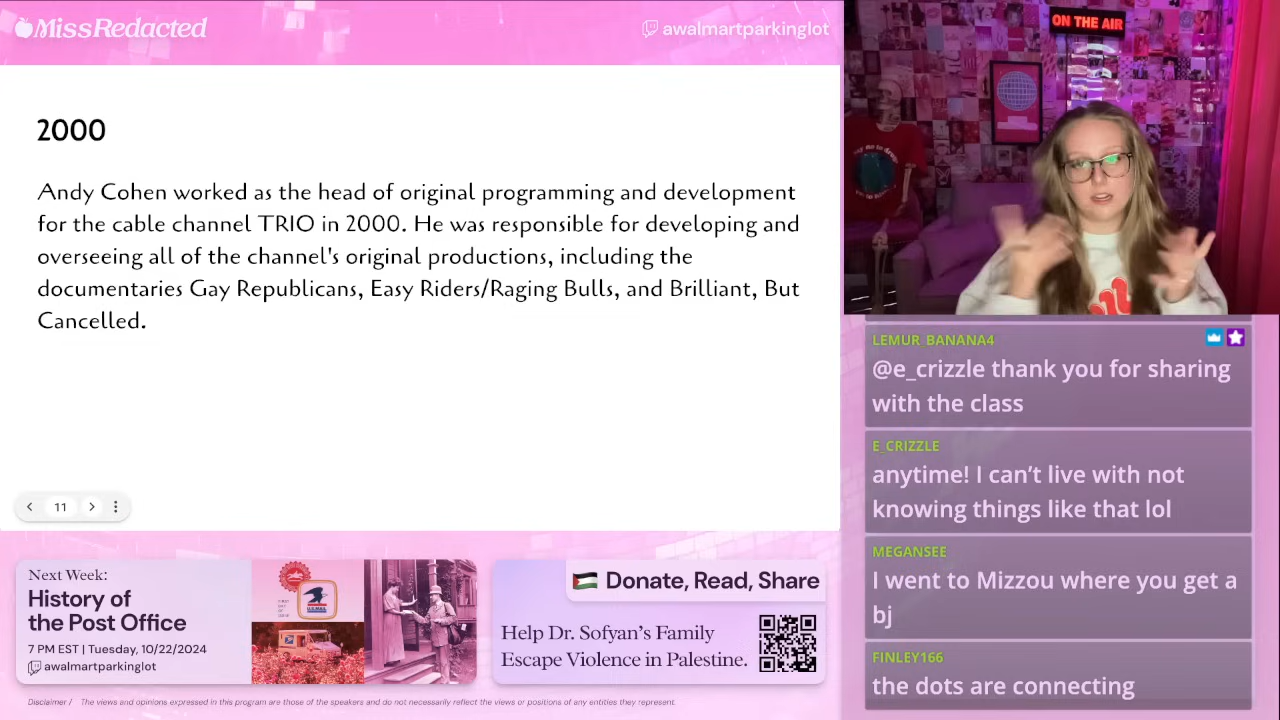 MissRedacted
awalmartparkinglot
ON THE AIR
2000
Andy Cohen worked as the head of original programming and development
for the cable channel TRIO in 2000. He was responsible for developing and
overseeing all of the channel's original productions, including the
documentaries Gay Republicans, Easy Riders/Raging Bulls, and Brilliant, But
Cancelled.
11
LEMUR_BANANA4
@e_crizzle thank you for sharing
with the class
E_CRIZZLE
anytime! I can’t live with not
knowing things like that lol
MEGANSEE
I went to Mizzou where you get a
bj
FINLEY166
the dots are connecting
Next Week:
History of
the Post Office
7 PM EST | Tuesday, 10/22/2024
awalmartparkinglot
U.S.MAIL
Donate, Read, Share
Help Dr. Sofyan’s Family
Escape Violence in Palestine.
Disclaimer / The views and opinions expressed in this program are those of the speakers and do not necessarily reflect the views or positions of any entities they represent.